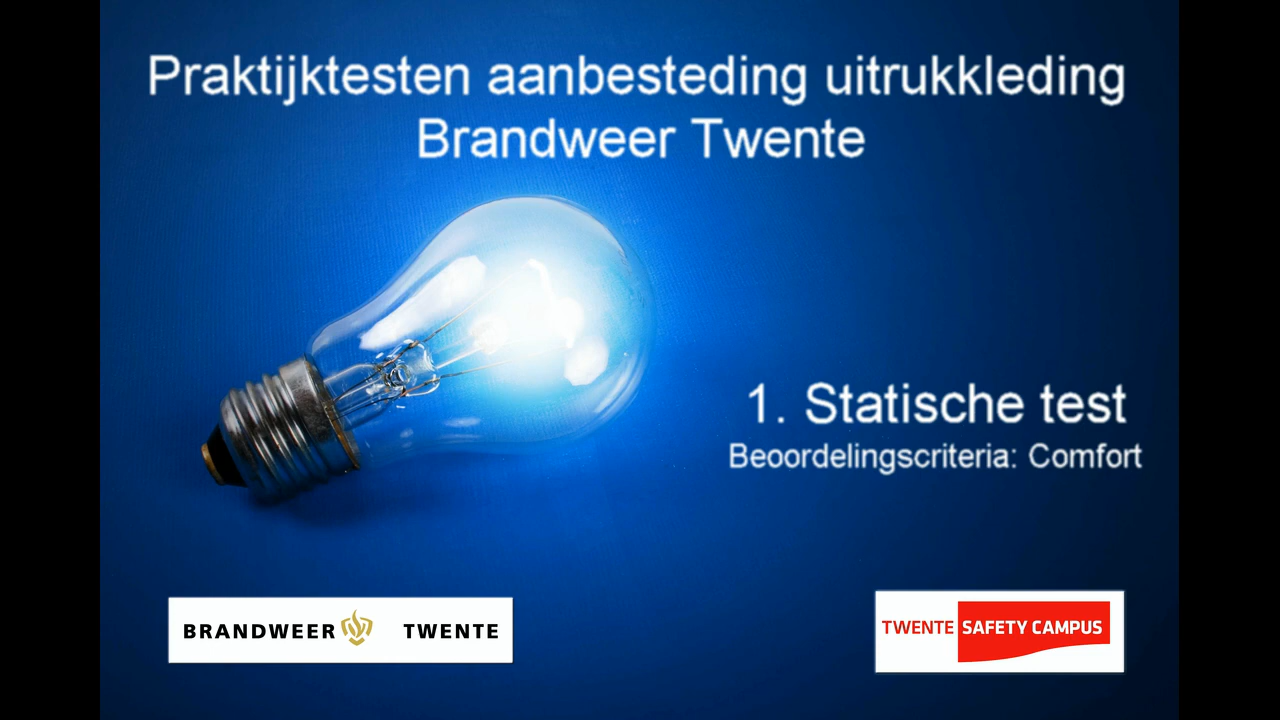 Praktijktesten aanbesteding uitrukkleding
Brandweer Twente
1. Statische test
Beoordelingscriteria: Comfort
BRANDWEER TWENTE
TWENTE SAFETY CAMPUS